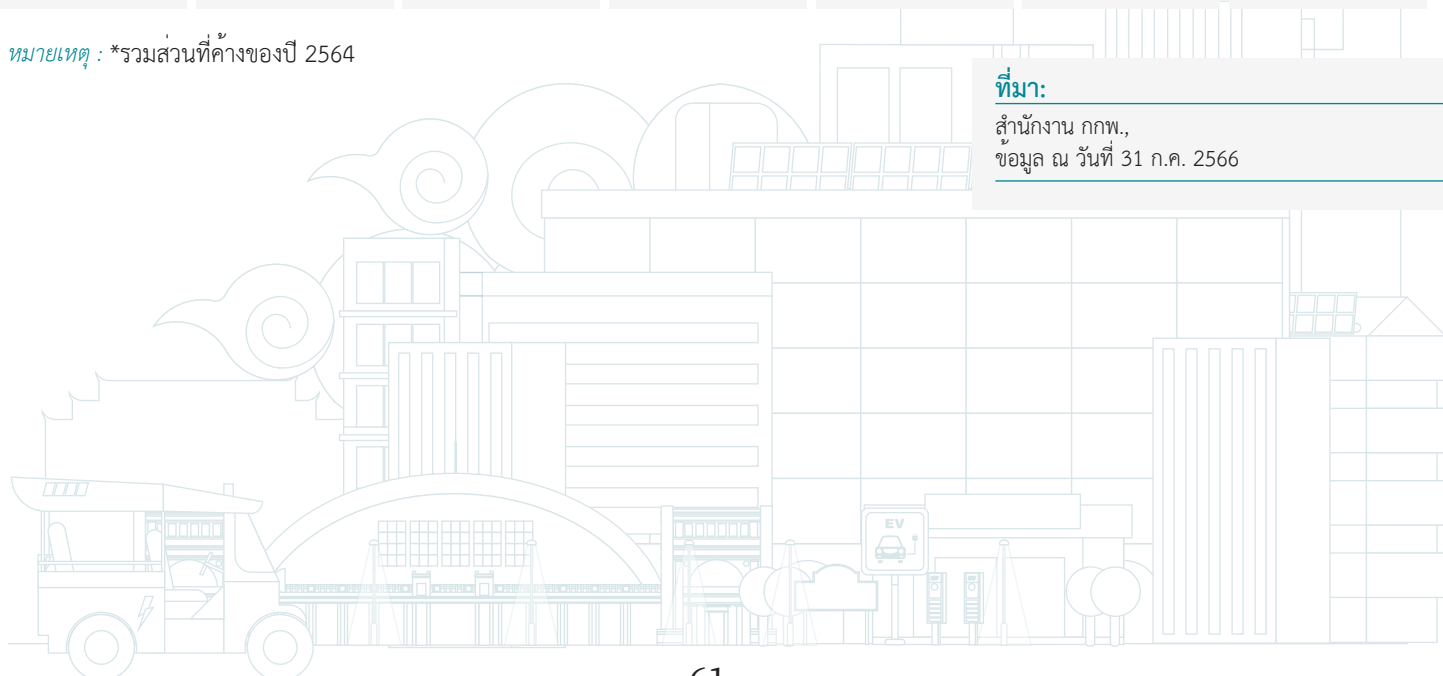 หมายเหตุ : *รวมส่วนที่ค้างของปี 2564
ที่มา:
สำนักงาน กกพ.,
ข้อมูล ณ วันที่ 31 ก.ค. 2566
EV
61